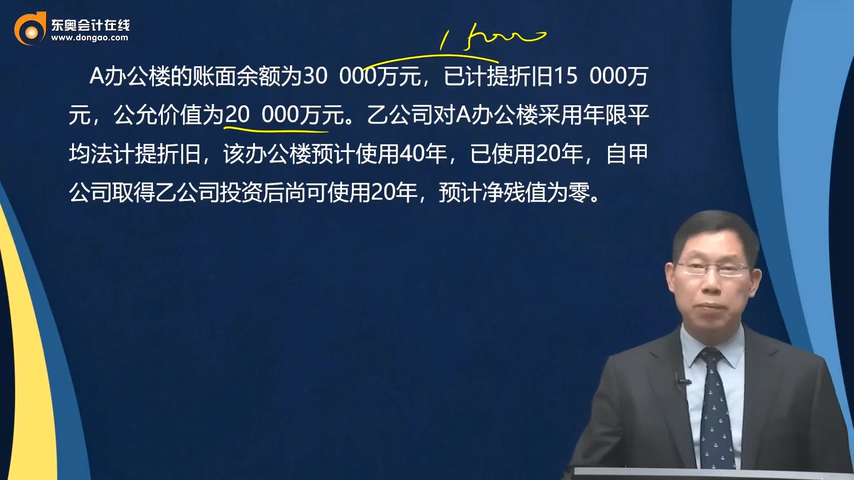 东奥会计在线
www.dongao.com
15000
A办公楼的账面余额为30 000万元，已计提折旧15 000万
元，公允价值为20 000万元。乙公司对A办公楼采用年限平
均法计提折旧，该办公楼预计使用40年，已使用20年，自甲
公司取得乙公司投资后尚可使用20年，预计净残值为零。